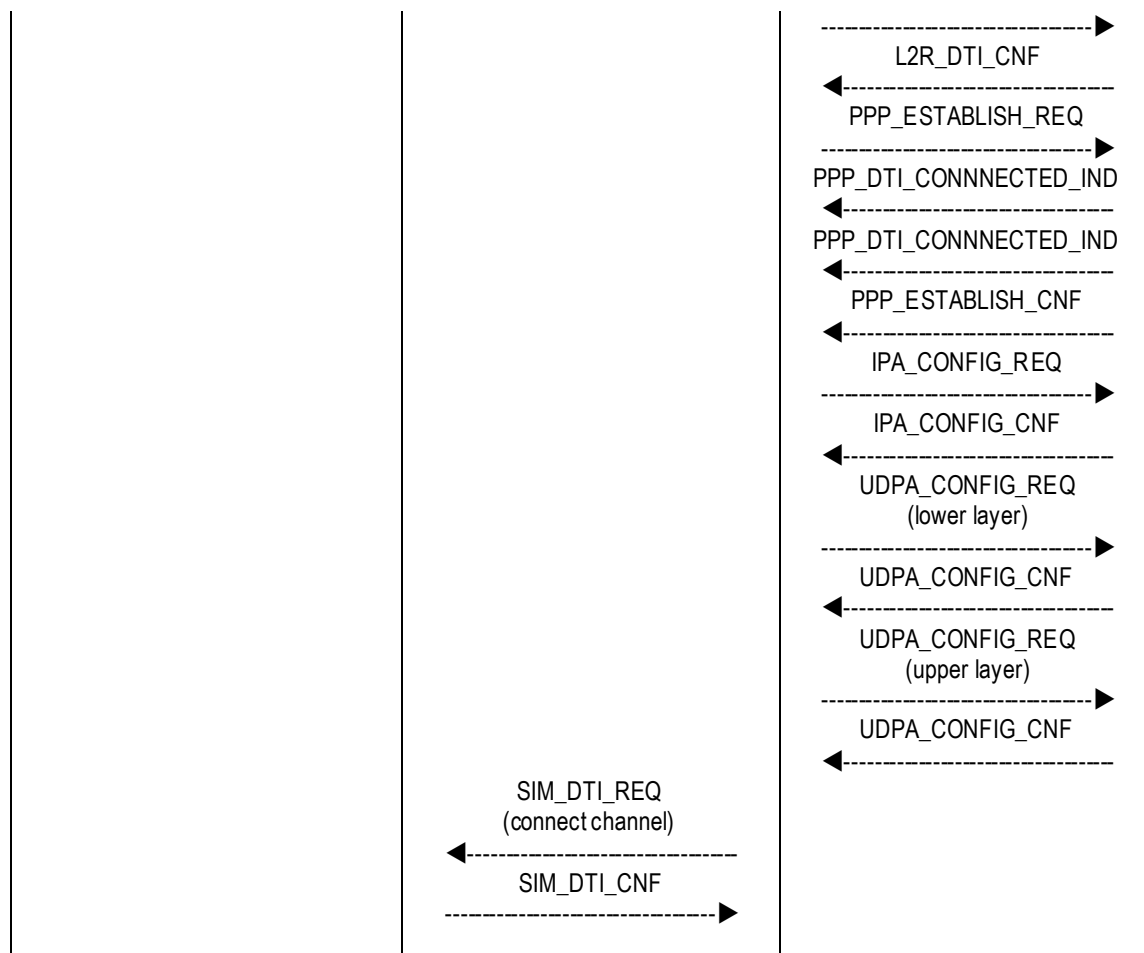 L2R_DTI_CNF
PPP_ESTABLISH_REQ
PPP_DTI_CONNNECTED_IND
PPP_DTI_CONNNECTED_IND
PPP_ESTABLISH_CNF
IPA_CONFIG_REQ
IPA_CONFIG_CNF
UDPA_CONFIG_REQ
(lower layer)
UDPA_CONFIG_CNF
UDPA_CONFIG_REQ
(upper layer)
UDPA_CONFIG_CNF
SIM_DTI_REQ
(connect channel)
SIM_DTI_CNF